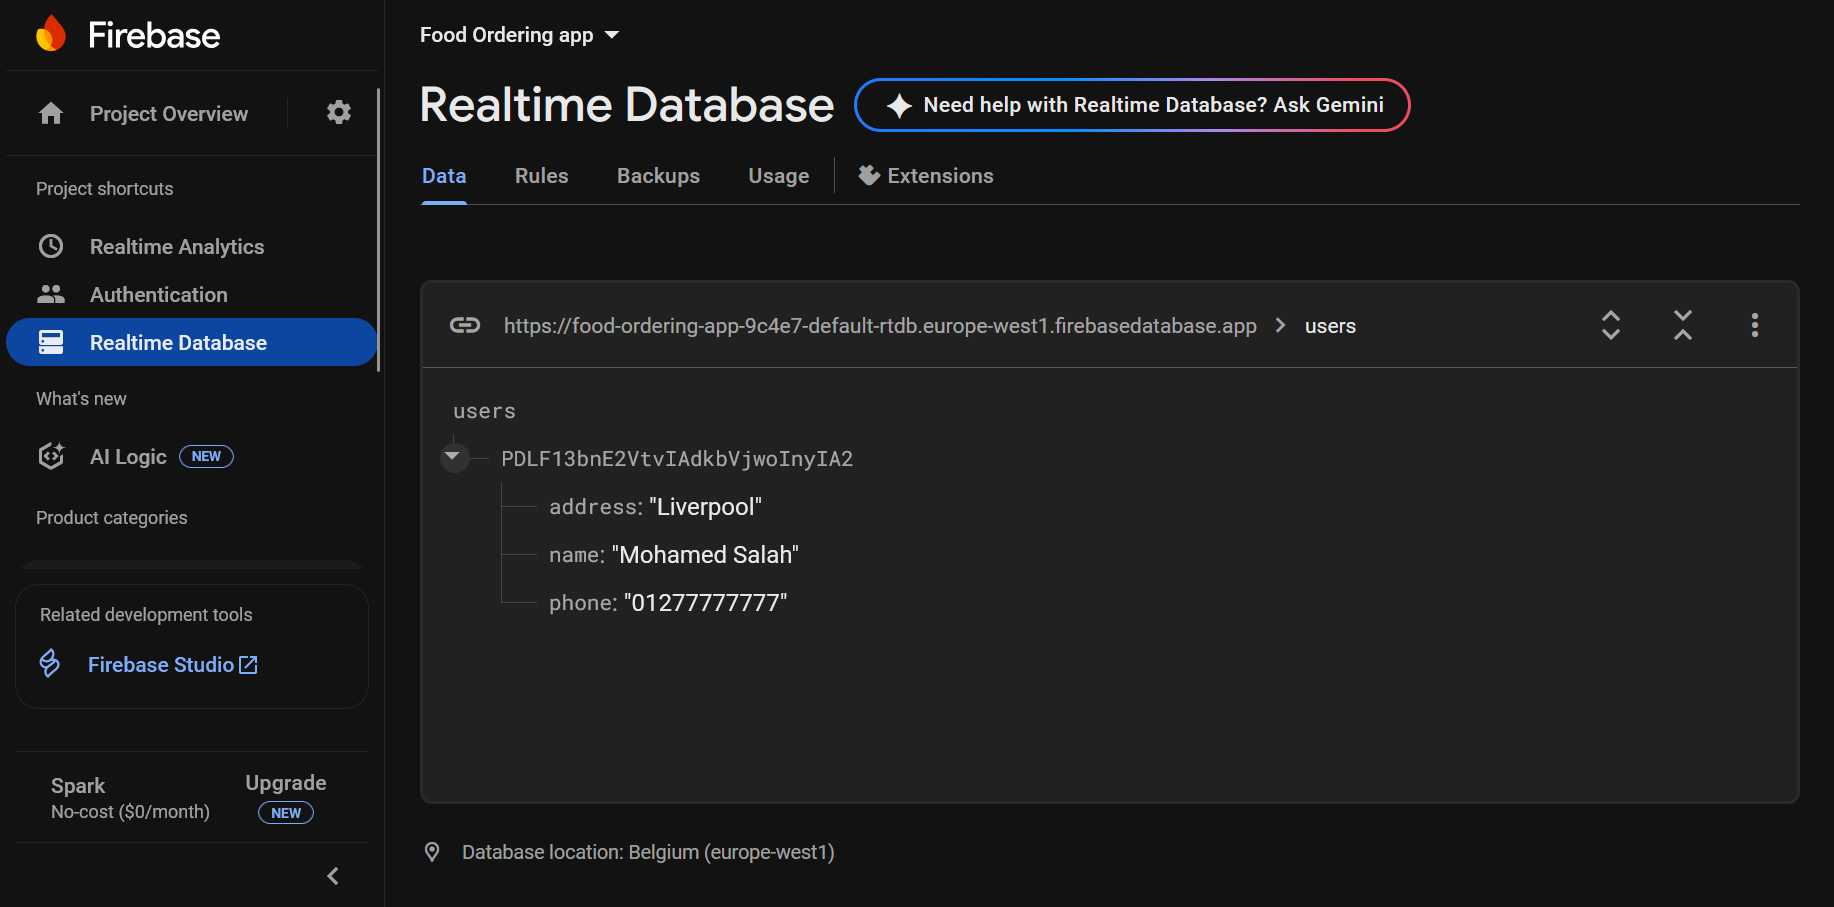 Firebase
Project Overview
Project shortcuts
Realtime Analytics
Authentication
Realtime Database
What's new
AI Logic NEW
Product categories
Related development tools
Firebase Studio
Spark
No-cost ($0/month)
Upgrade
NEW
Food Ordering app
Realtime Database
Need help with Realtime Database? Ask Gemini
Data Rules Backups Usage Extensions
https://food-ordering-app-9c4e7-default-rtdb.europe-west1.firebasedatabase.app > users
users
PDLF13bnE2VtvIAdkbVjwoInyIA2
address: "Liverpool"
name: "Mohamed Salah"
phone: "01277777777"
Database location: Belgium (europe-west1)